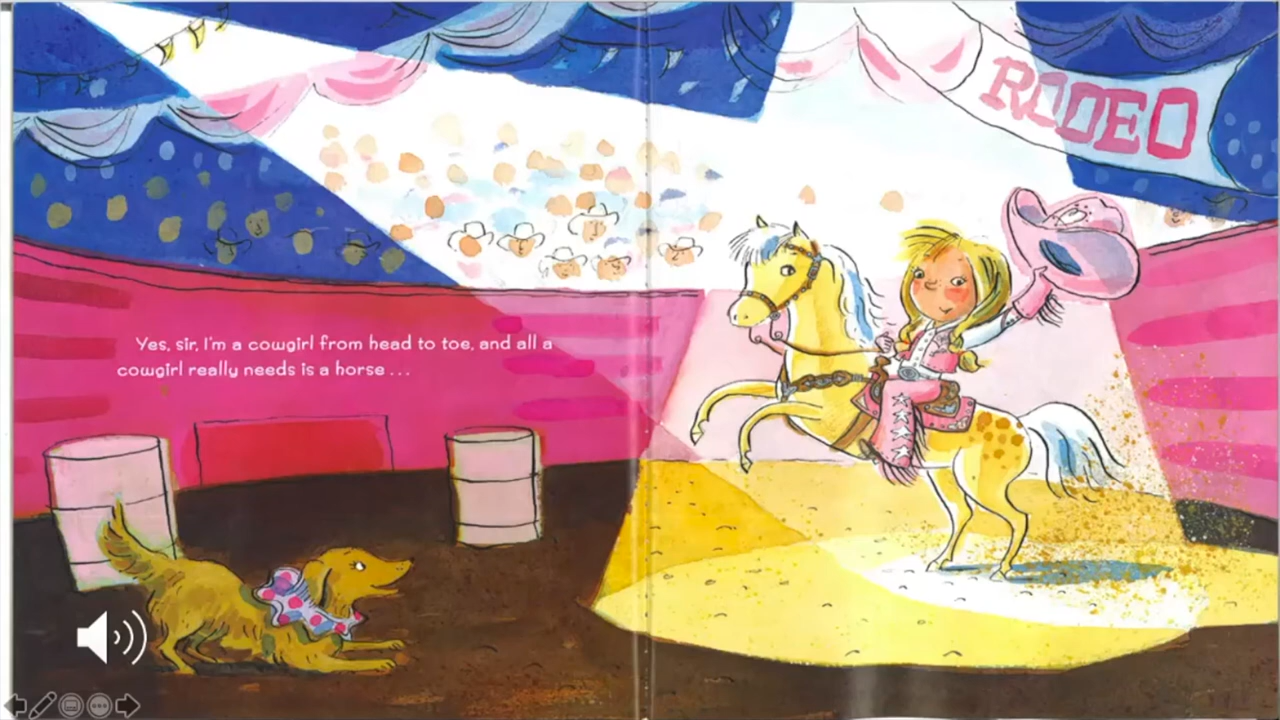 RODEO
Yes, sir, I'm a cowgirl from head to toe, and all a
cowgirl really needs is a horse . . .